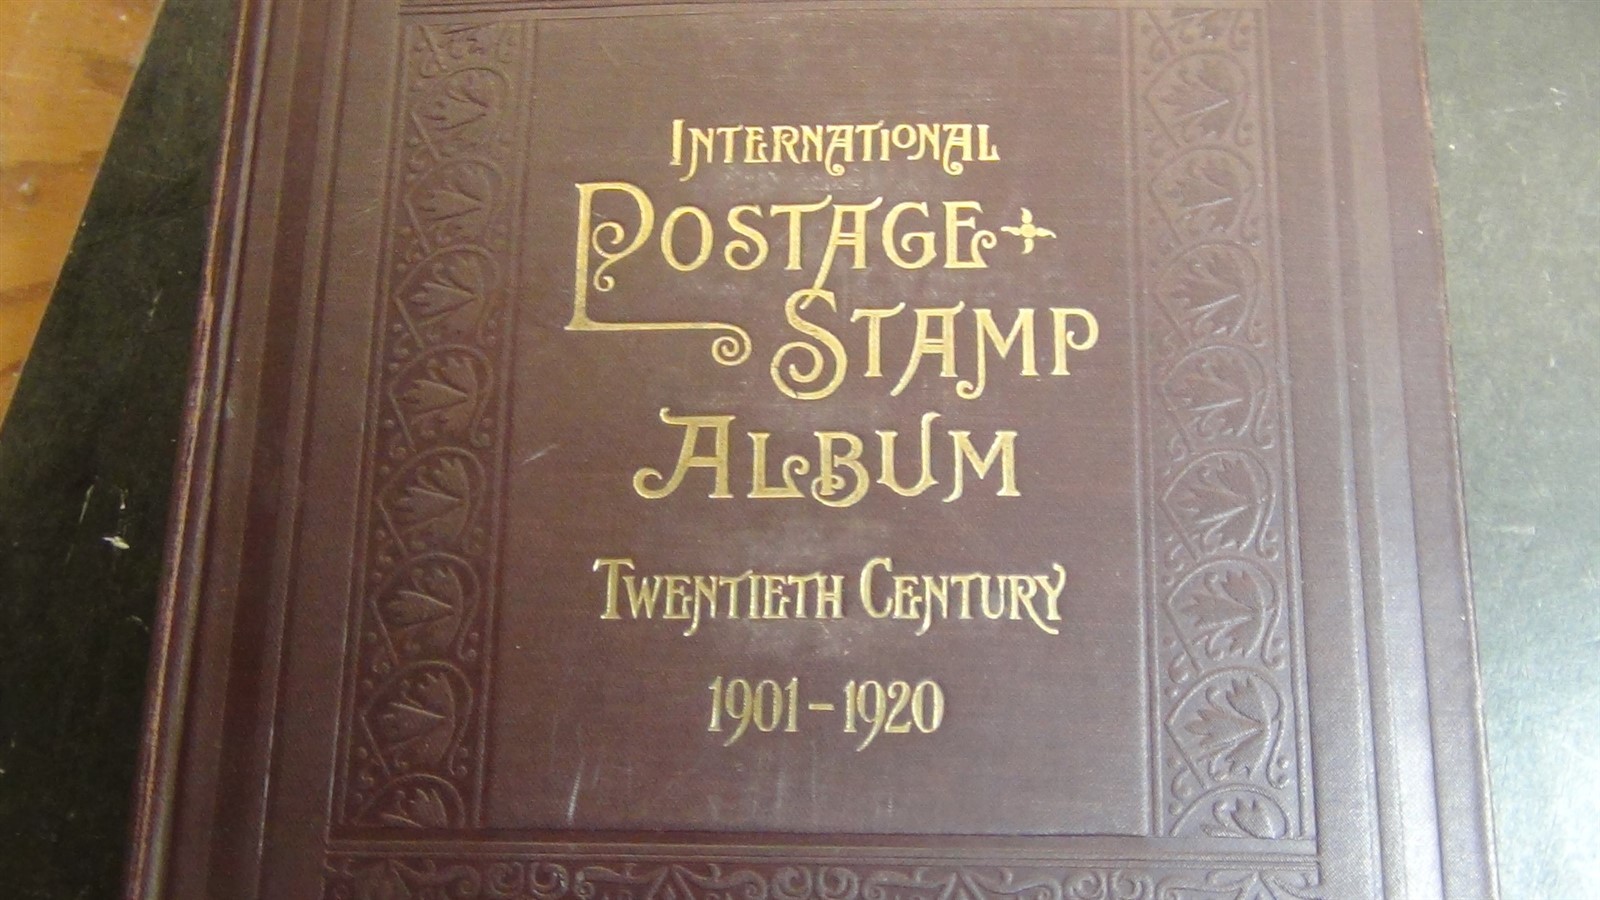 International
Postage
Stamp
Album
Twentieth Century
1901-1920